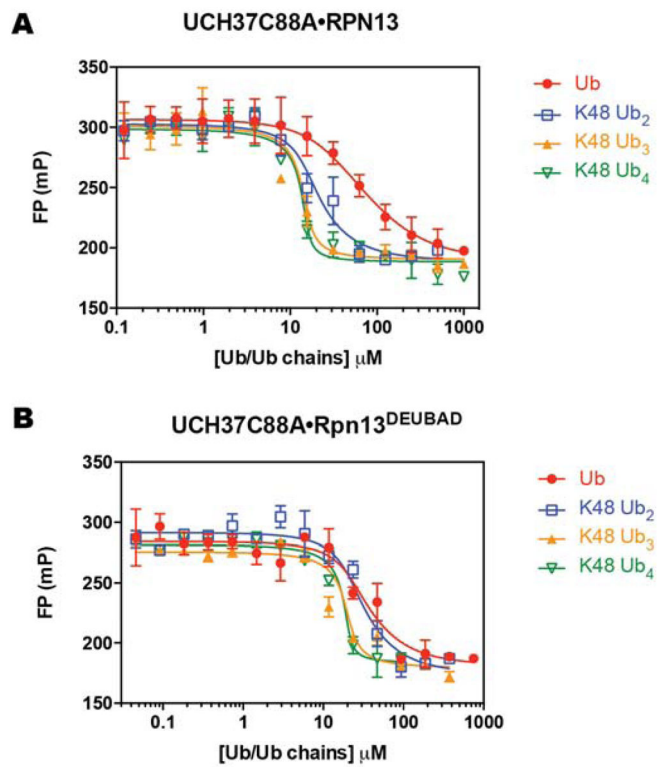 A
UCH37C88A•RPN13
350
300
250
200
150
FP (mP)
0.1 1 10 100 1000
[Ub/Ub chains] μM
Ub
K48 Ub2
K48 Ub3
K48 Ub4
B
UCH37C88A•Rpn13DEUBAD
350
300
250
200
150
FP (mP)
0.1 1 10 100 1000
[Ub/Ub chains] μM
Ub
K48 Ub2
K48 Ub3
K48 Ub4